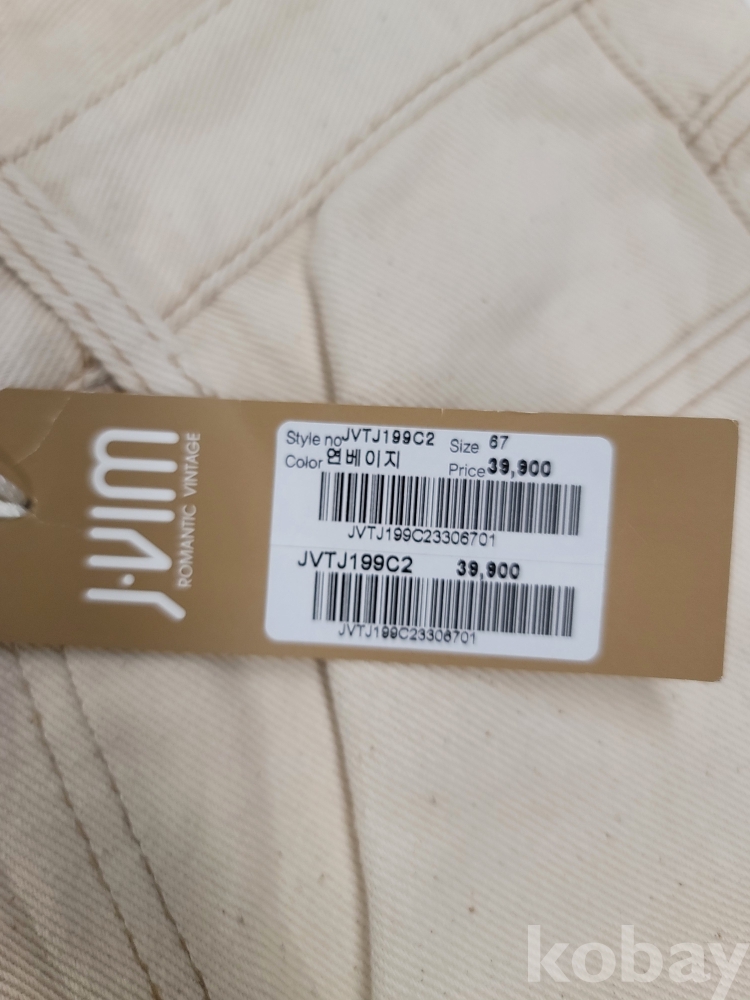 J·VIM
ROMANTIC VINTAGE
Style no JVTJ199C2 Size 67
Color 연베이지 Price 39,900
JVTJ199C23306701
JVTJ199C2 39,900
JVTJ199C23306701
kobay